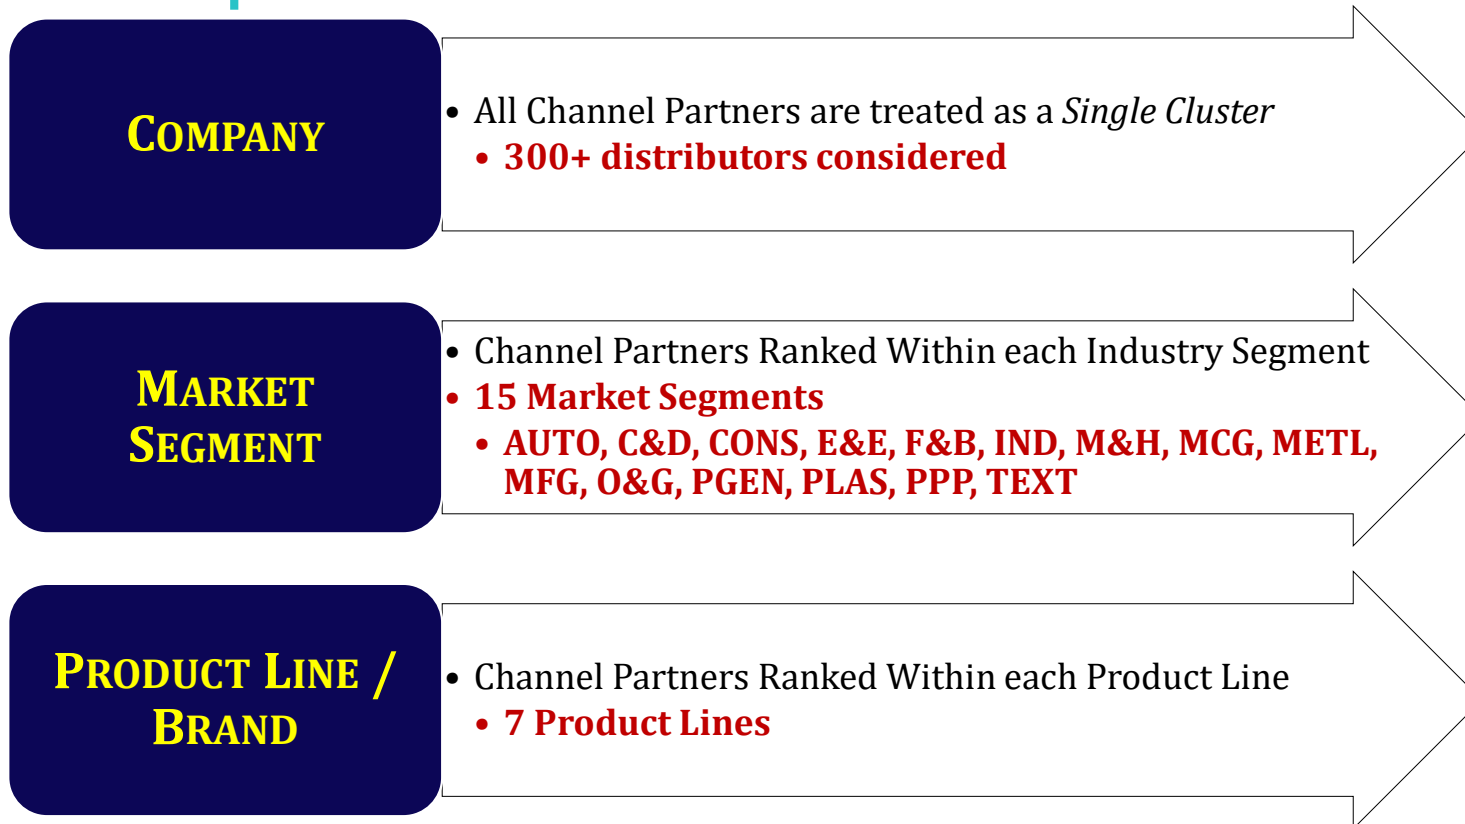 COMPANY
• All Channel Partners are treated as a Single Cluster
• 300+ distributors considered
MARKET
SEGMENT
• Channel Partners Ranked Within each Industry Segment
• 15 Market Segments
• AUTO, C&D, CONS, E&E, F&B, IND, M&H, MCG, METL,
MFG, O&G, PGEN, PLAS, PPP, TEXT
PRODUCT LINE /
BRAND
• Channel Partners Ranked Within each Product Line
• 7 Product Lines